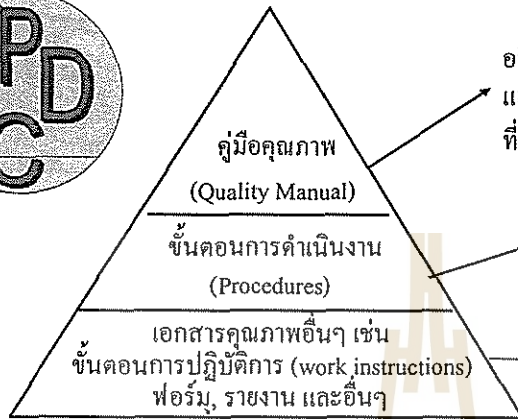 PD
C
อ
แ
ที่
คู่มือคุณภาพ
(Quality Manual)
ขั้นตอนการดำเนินงาน
(Procedures)
เอกสารคุณภาพอื่นๆ เช่น
ขั้นตอนการปฏิบัติการ (work instructions)
ฟอร์ม, รายงาน และอื่นๆ